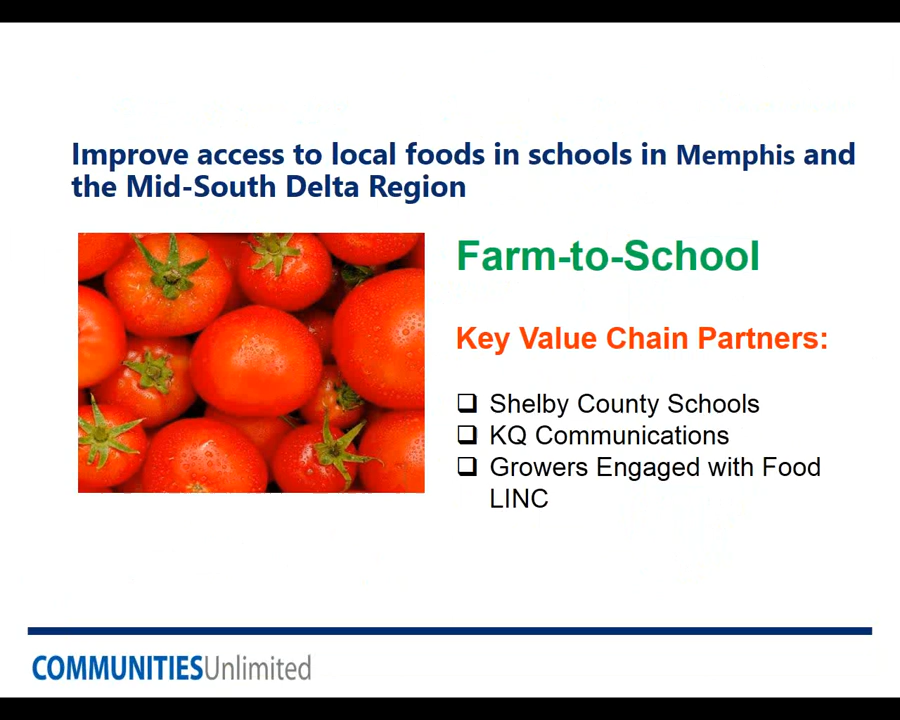 Improve access to local foods in schools in Memphis and
the Mid-South Delta Region
Farm-to-School
Key Value Chain Partners:
❑ Shelby County Schools
❑ KQ Communications
❑ Growers Engaged with Food
LINC
COMMUNITIESUnlimited